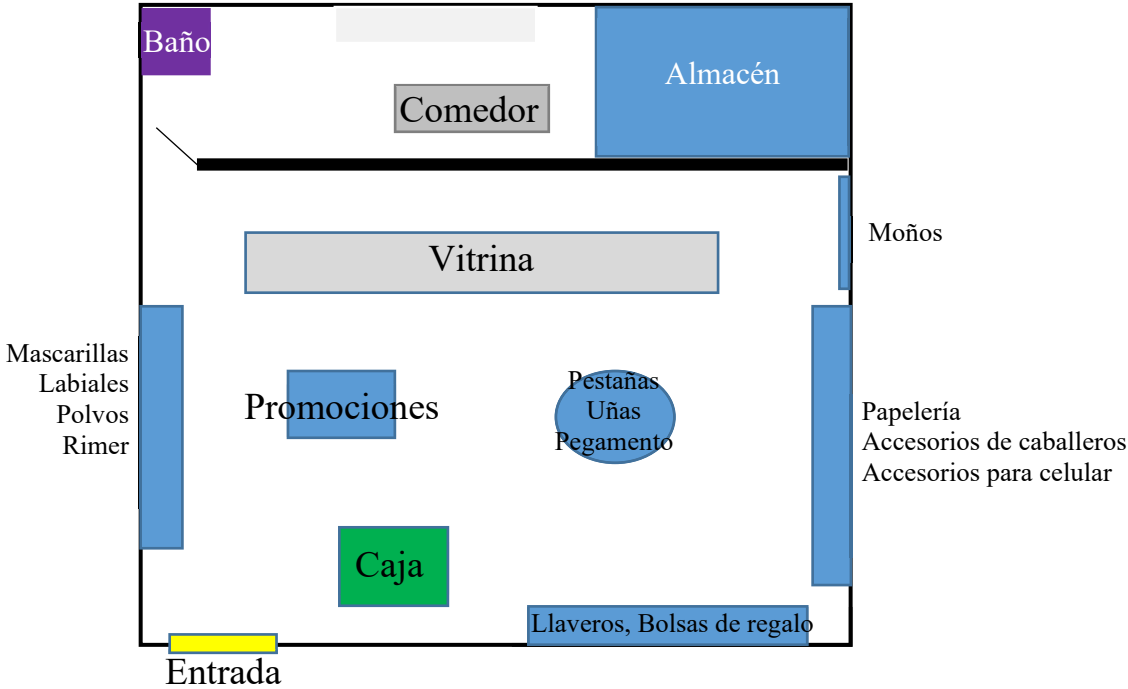 Baño
Almacén
Comedor
Moños
Vitrina
Mascarillas
Labiales
Polvos
Rimer
Promociones
Pestañas
Uñas
Pegamento
Papelería
Accesorios de caballeros
Accesorios para celular
Caja
Llaveros, Bolsas de regalo
Entrada